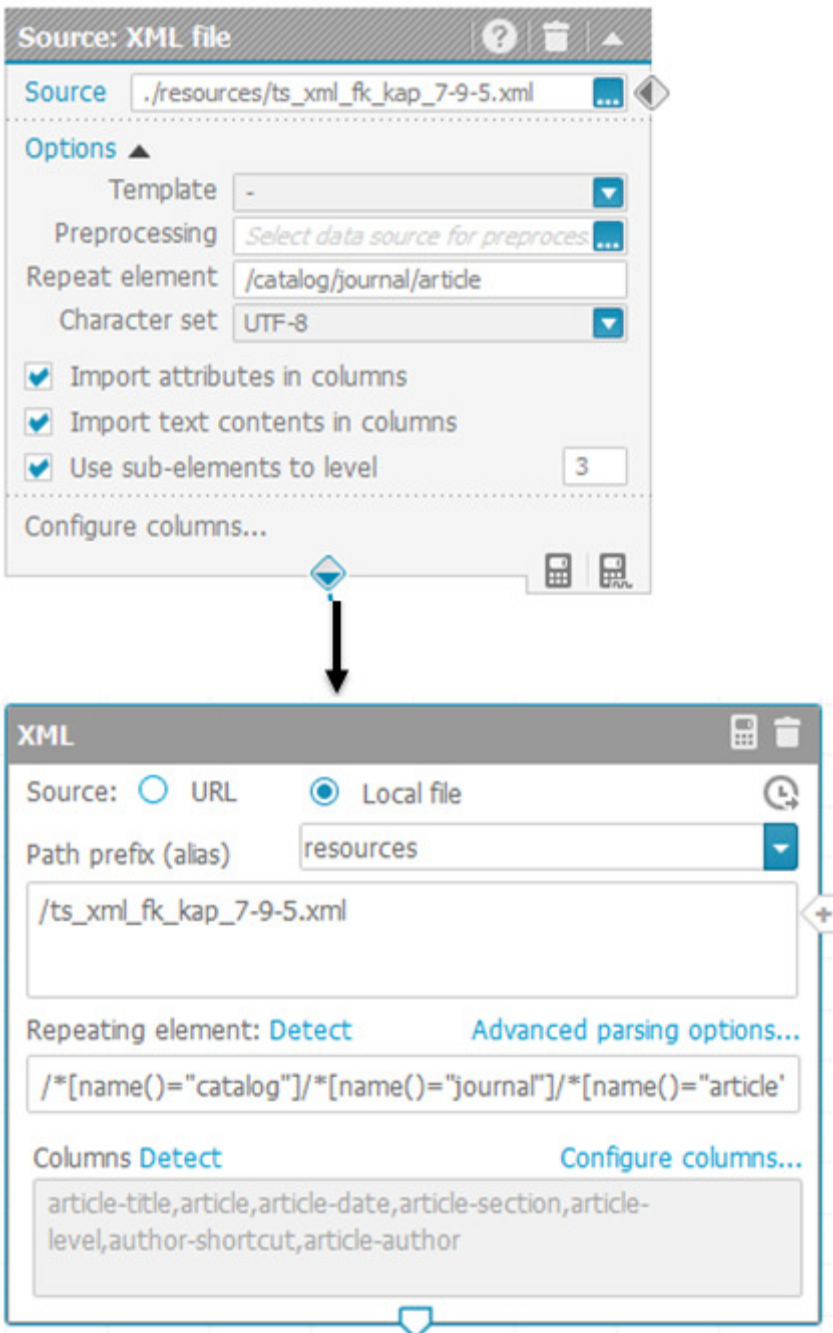 Source: XML file
Source ./resources/ts_xml_fk_kap_7-9-5.xml ...
Options
Template -
Preprocessing Select data source for preproces ...
Repeat element /catalog/journal/article
Character set UTF-8
Import attributes in columns
Import text contents in columns
Use sub-elements to level 3
Configure columns...
XML
Source: URL Local file
Path prefix (alias) resources
/ts_xml_fk_kap_7-9-5.xml
Repeating element: Detect Advanced parsing options...
/*[name()="catalog"]/*[name()="journal"]/*[name()="article"
Columns Detect Configure columns...
article-title,article,article-date,article-section,article-
level,author-shortcut,article-author